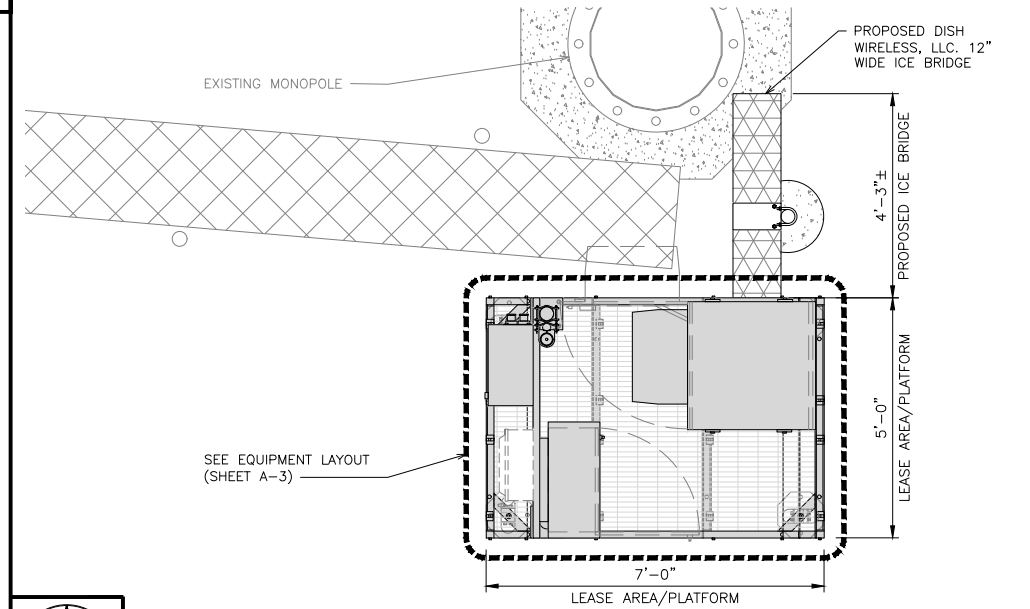 PROPOSED DISH
WIRELESS, LLC. 12"
WIDE ICE BRIDGE
EXISTING MONOPOLE
4'-3"±
PROPOSED ICE BRIDGE
5'-0"
LEASE AREA/PLATFORM
SEE EQUIPMENT LAYOUT
(SHEET A-3)
7'-0"
LEASE AREA/PLATFORM